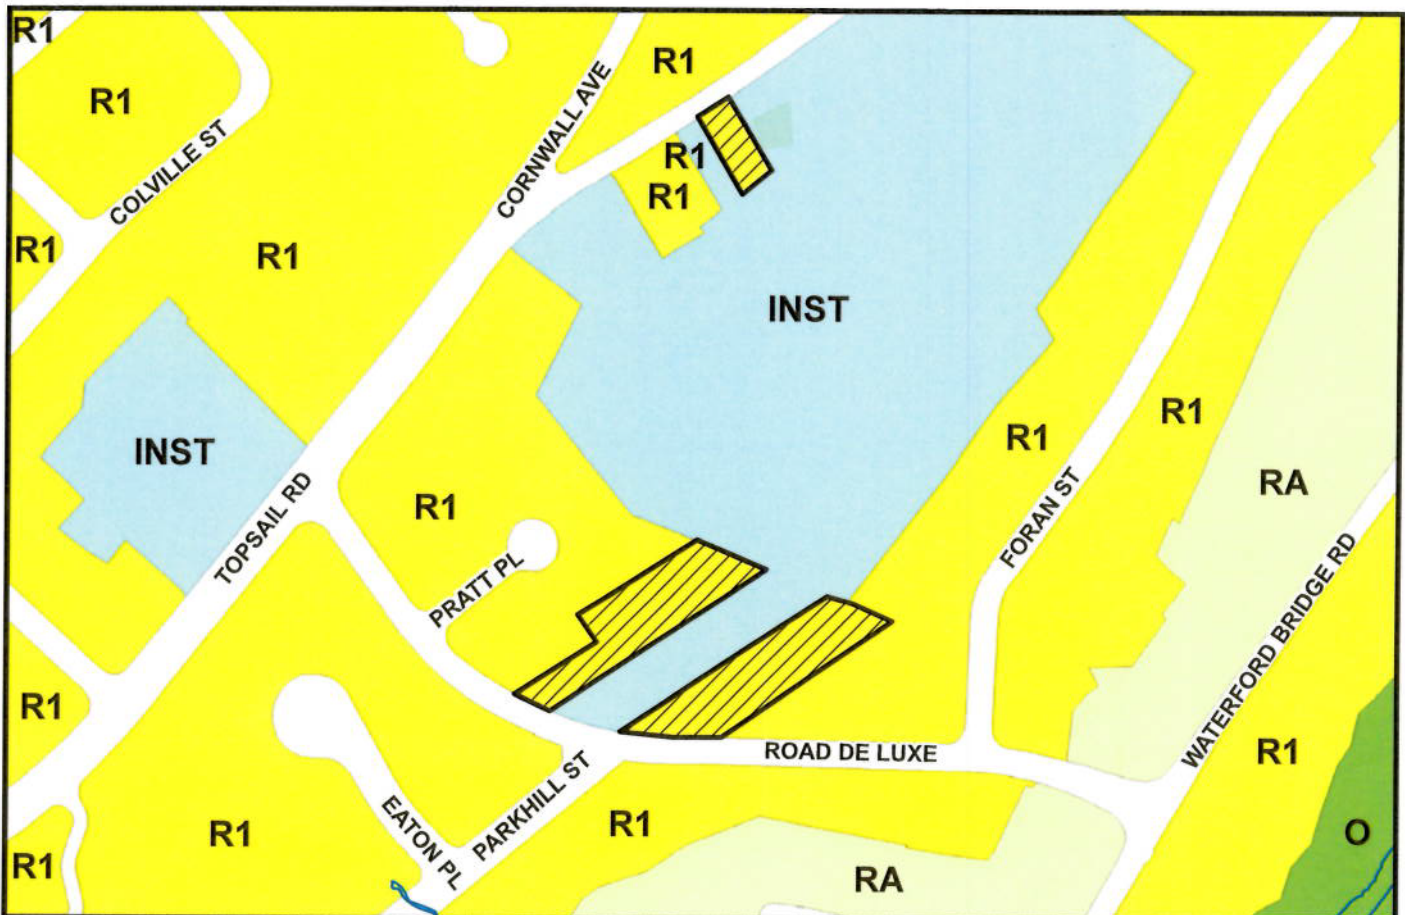 R1
R1
R1
COLVILLE ST
CORNWALL AVE
R1
R1
R1
R1
INST
INST
R1
R1
RA
TOPSAIL RD
R1
FORAN ST
PRATT PL
WATERFORD BRIDGE RD
R1
ROAD DE LUXE
R1
PARKHILL ST
EATON PL
R1
R1
O
R1
RA